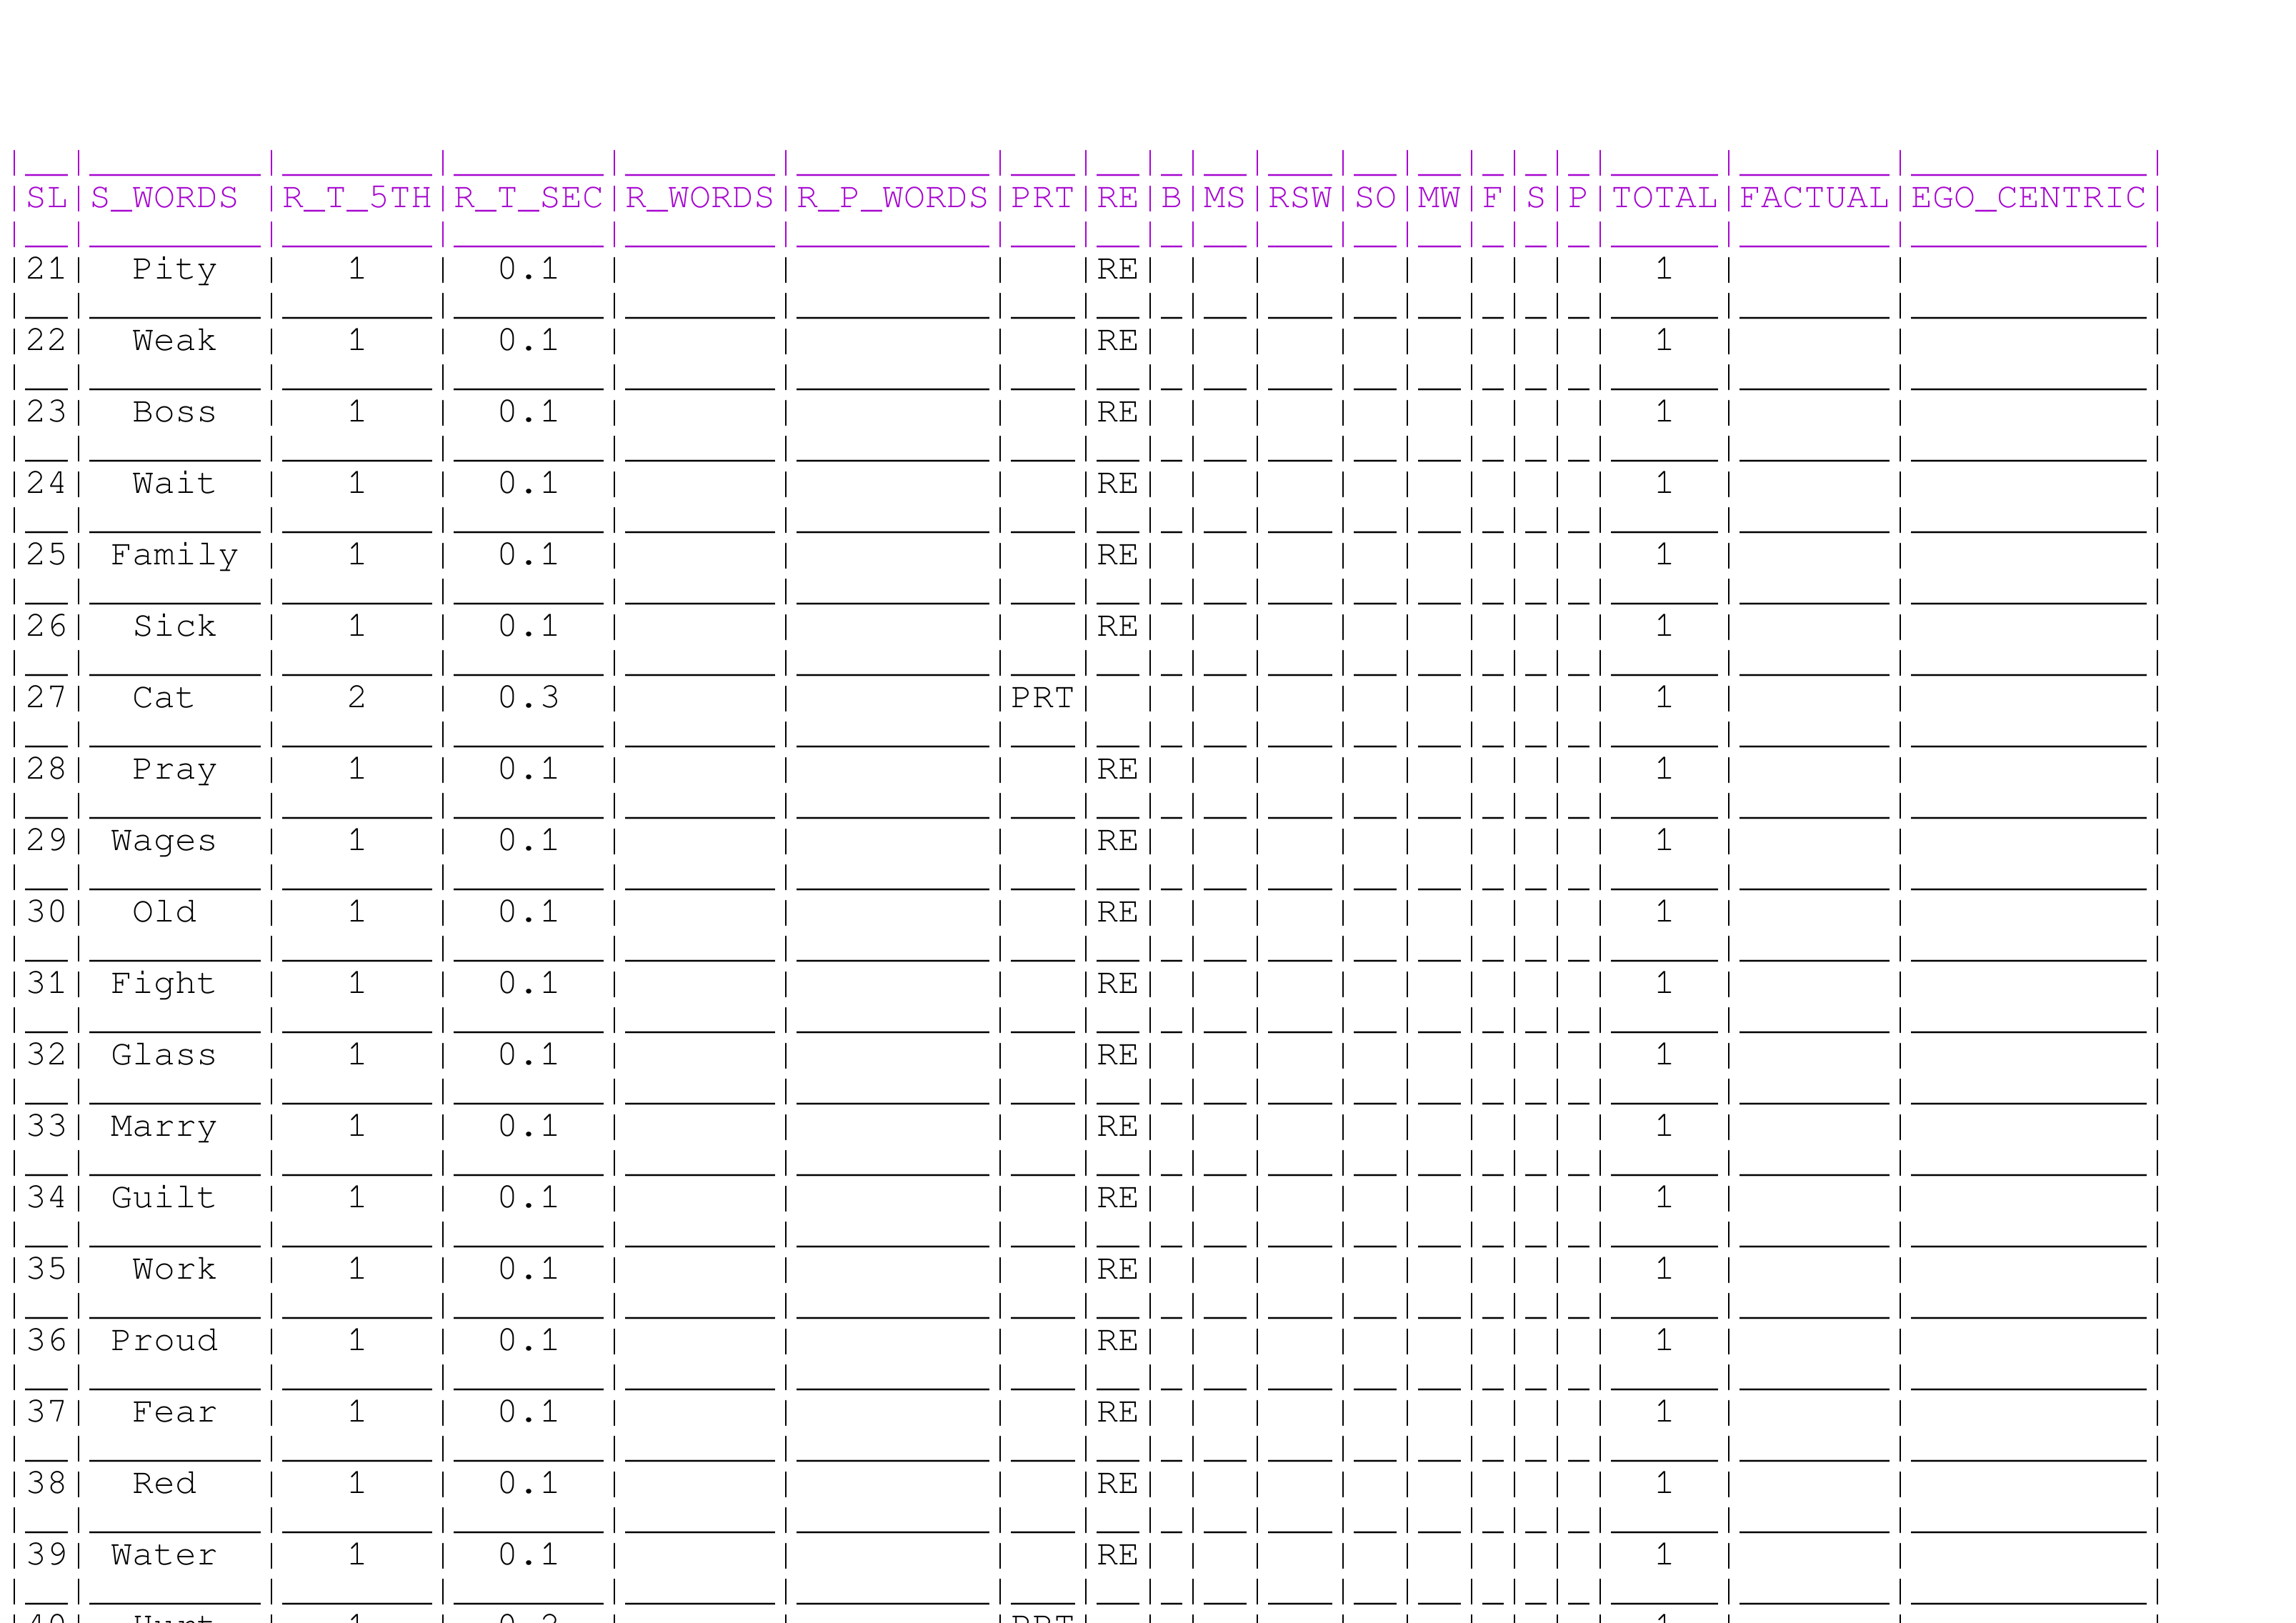 |SL|S_WORDS |R_T_5TH|R_T_SEC|R_WORDS|R_P_WORDS|PRT|RE|B|MS|RSW|SO|MW|F|S|P|TOTAL|FACTUAL|EGO_CENTRIC|
|21| Pity | 1 | 0.1 | | | |RE| | | | | | | | | 1 | | |
|22| Weak | 1 | 0.1 | | | |RE| | | | | | | | | 1 | | |
|23| Boss | 1 | 0.1 | | | |RE| | | | | | | | | 1 | | |
|24| Wait | 1 | 0.1 | | | |RE| | | | | | | | | 1 | | |
|25| Family | 1 | 0.1 | | | |RE| | | | | | | | | 1 | | |
|26| Sick | 1 | 0.1 | | | |RE| | | | | | | | | 1 | | |
|27| Cat | 2 | 0.3 | | |PRT| | | | | | | | | | 1 | | |
|28| Pray | 1 | 0.1 | | | |RE| | | | | | | | | 1 | | |
|29| Wages | 1 | 0.1 | | | |RE| | | | | | | | | 1 | | |
|30| Old | 1 | 0.1 | | | |RE| | | | | | | | | 1 | | |
|31| Fight | 1 | 0.1 | | | |RE| | | | | | | | | 1 | | |
|32| Glass | 1 | 0.1 | | | |RE| | | | | | | | | 1 | | |
|33| Marry | 1 | 0.1 | | | |RE| | | | | | | | | 1 | | |
|34| Guilt | 1 | 0.1 | | | |RE| | | | | | | | | 1 | | |
|35| Work | 1 | 0.1 | | | |RE| | | | | | | | | 1 | | |
|36| Proud | 1 | 0.1 | | | |RE| | | | | | | | | 1 | | |
|37| Fear | 1 | 0.1 | | | |RE| | | | | | | | | 1 | | |
|38| Red | 1 | 0.1 | | | |RE| | | | | | | | | 1 | | |
|39| Water | 1 | 0.1 | | | |RE| | | | | | | | | 1 | | |